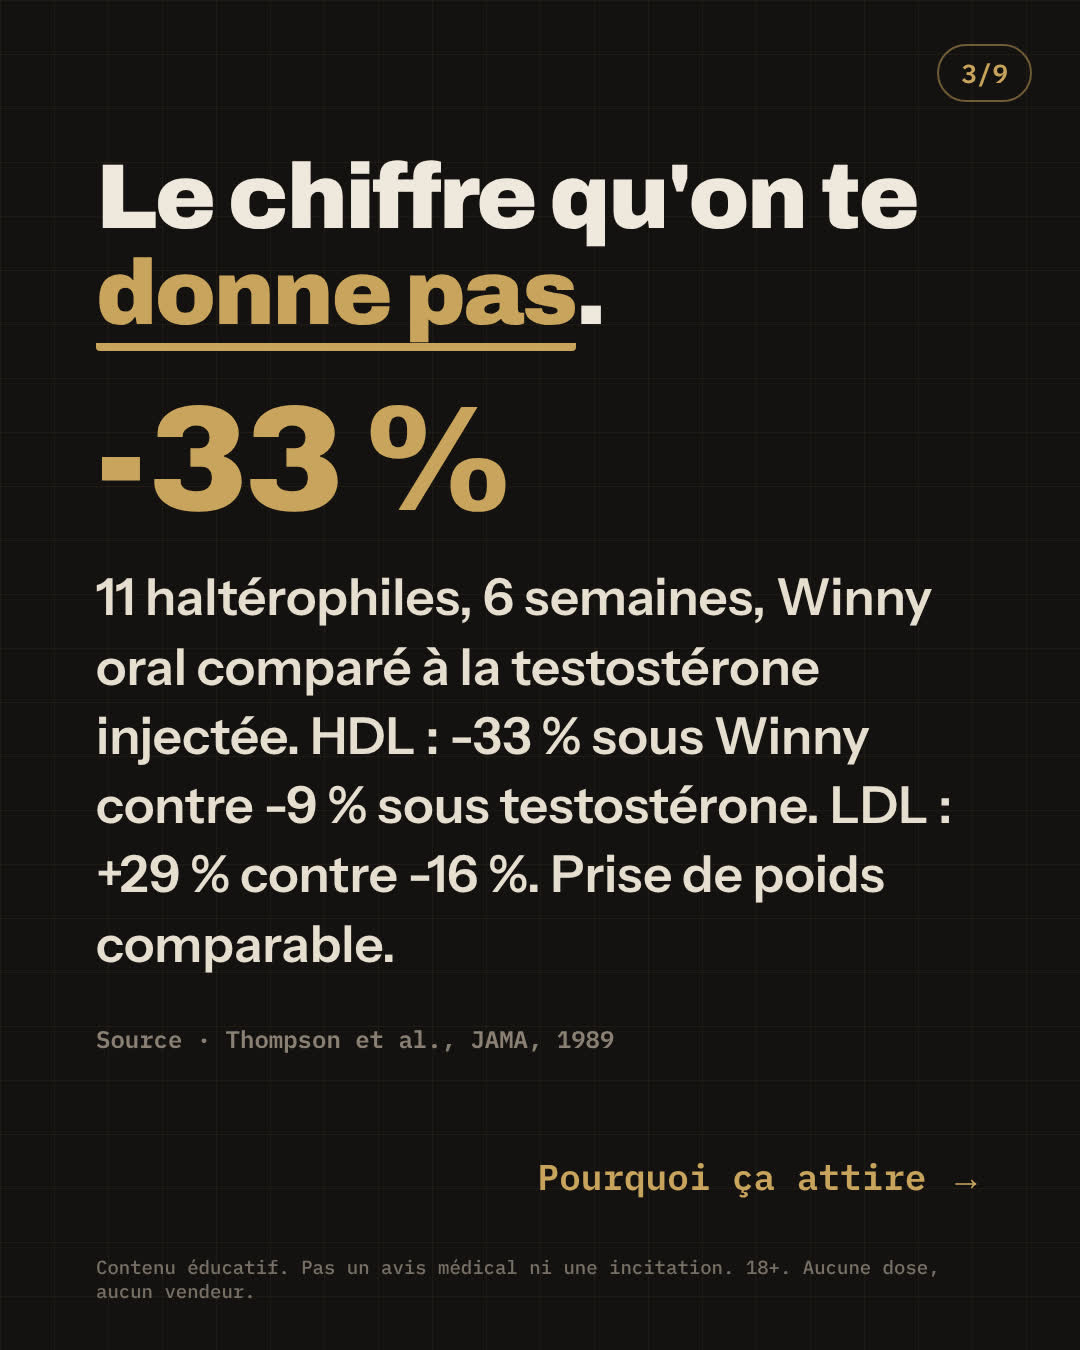 3/9
Le chiffre qu'on te
donne pas.
-33 %
11 haltérophiles, 6 semaines, Winny
oral comparé à la testostérone
injectée. HDL : -33 % sous Winny
contre -9 % sous testostérone. LDL :
+29 % contre -16 %. Prise de poids
comparable.
Source · Thompson et al., JAMA, 1989
Pourquoi ça attire →
Contenu éducatif. Pas un avis médical ni une incitation. 18+. Aucune dose,
aucun vendeur.